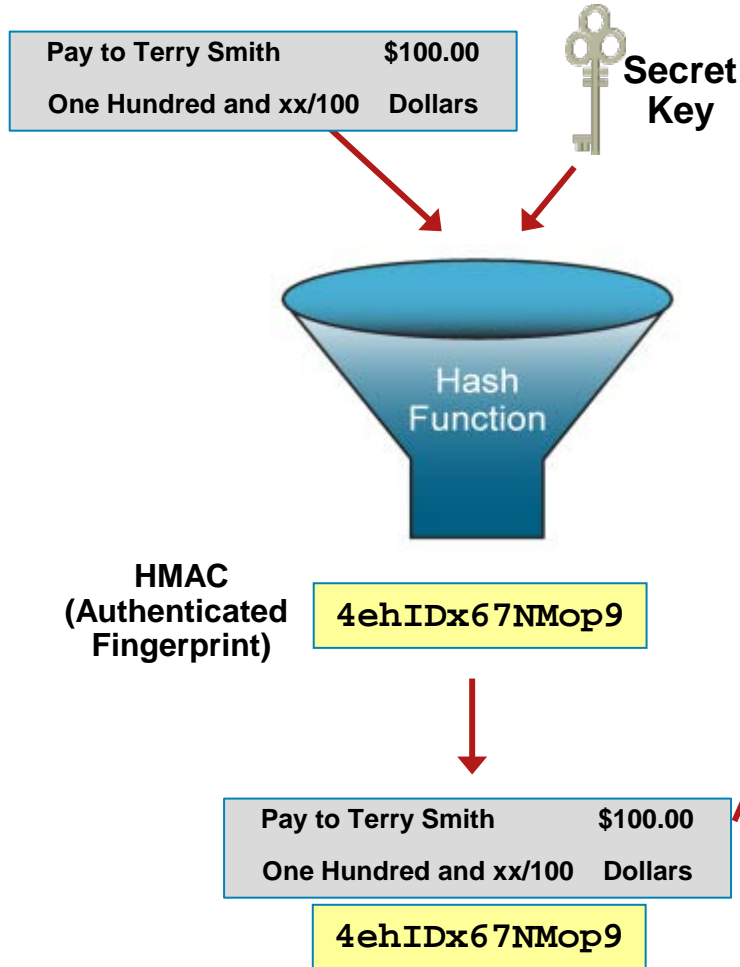 Pay to Terry Smith $100.00
One Hundred and xx/100 Dollars
Secret
Key
Hash
Function
HMAC
(Authenticated
Fingerprint)
4ehIDx67NMop9
Pay to Terry Smith $100.00
One Hundred and xx/100 Dollars
4ehIDx67NMop9